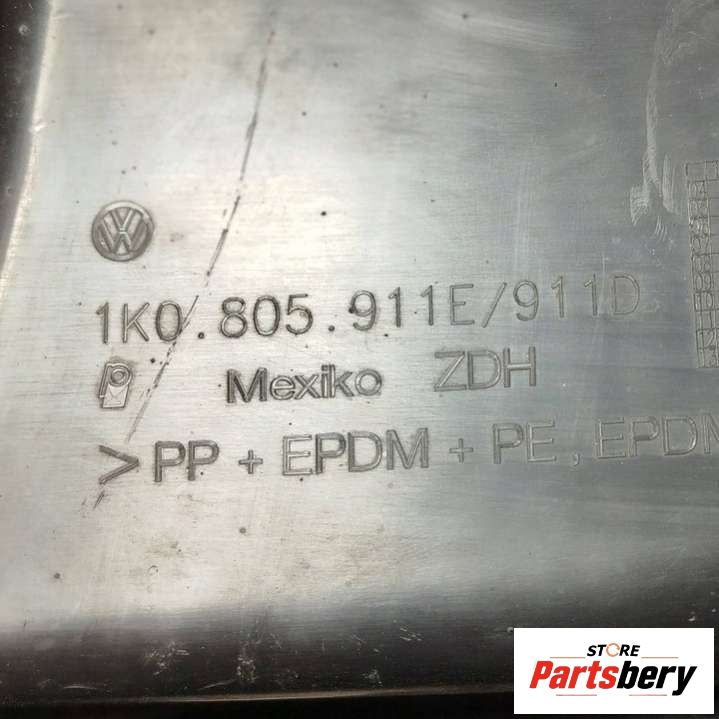 1K0.805.911E/911D
Mexiko ZDH
>PP + EPDM + PE, EPDM
STORE
Partsbery